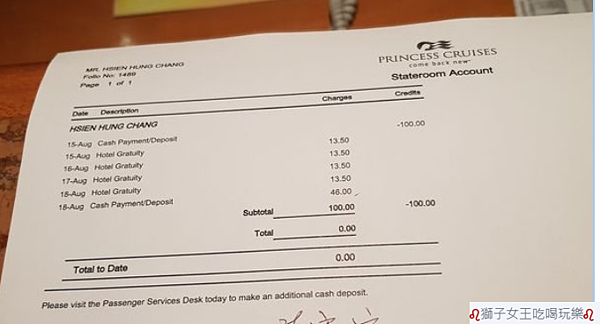 MR. HSIEN HUNG CHANG
Folio No: 1489
Page 1 of 1
PRINCESS CRUISES
come back new
Stateroom Account
Date Description Charges Credits
HSIEN HUNG CHANG
15-Aug Cash Payment/Deposit -100.00
15-Aug Hotel Gratuity 13.50
16-Aug Hotel Gratuity 13.50
17-Aug Hotel Gratuity 13.50
18-Aug Hotel Gratuity 13.50
18-Aug Cash Payment/Deposit 46.00
Subtotal 100.00 -100.00
Total 0.00
Total to Date 0.00
Please visit the Passenger Services Desk today to make an additional cash deposit.
♌獅子女王吃喝玩樂♌